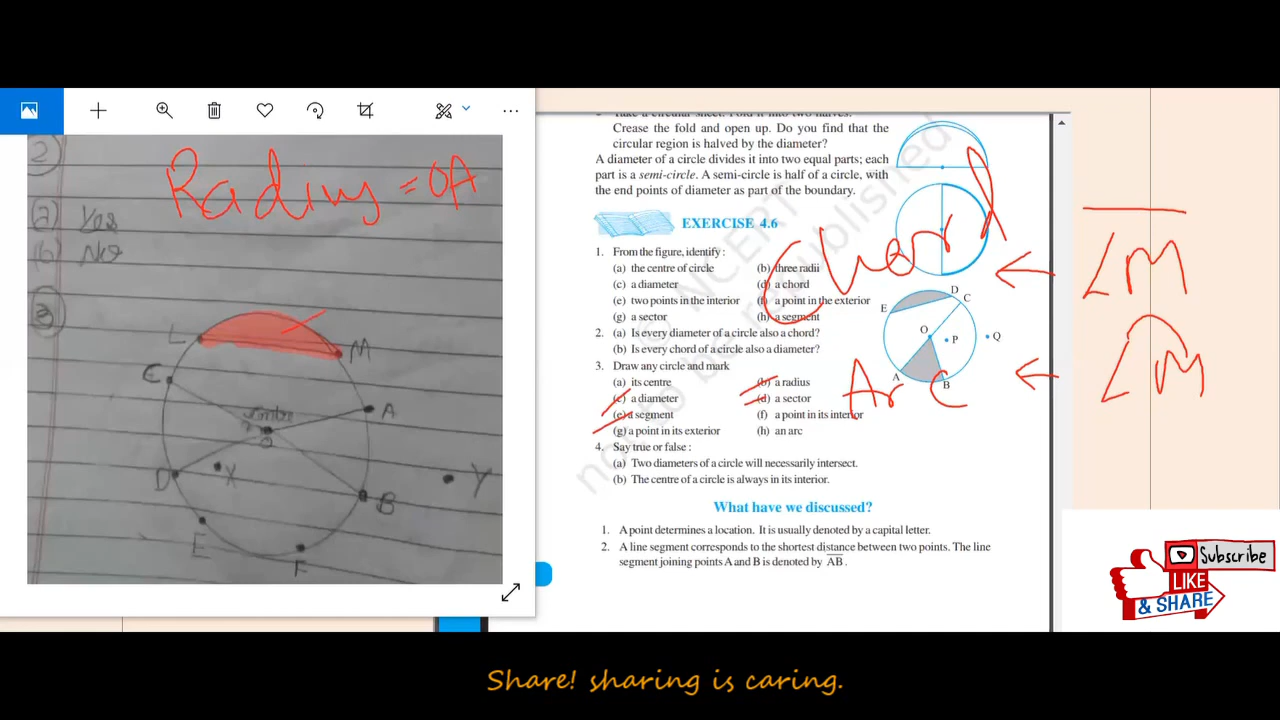 Radius = OA
2
(a) Yes
(b) No
3
L
M
C
A
Centre
O
D
X
Y
B
E
F
Crease the fold and open up. Do you find that the
circular region is halved by the diameter?
A diameter of a circle divides it into two equal parts; each
part is a semi-circle. A semi-circle is half of a circle, with
the end points of diameter as part of the boundary.
EXERCISE 4.6
1. From the figure, identify :
(a) the centre of circle (b) three radii
(c) a diameter (d) a chord
(e) two points in the interior (f) a point in the exterior
(g) a sector (h) a segment
2. (a) Is every diameter of a circle also a chord?
(b) Is every chord of a circle also a diameter?
3. Draw any circle and mark
(a) its centre (b) a radius
(c) a diameter (d) a sector
(e) a segment (f) a point in its interior
(g) a point in its exterior (h) an arc
4. Say true or false :
(a) Two diameters of a circle will necessarily intersect.
(b) The centre of a circle is always in its interior.
What have we discussed?
1. A point determines a location. It is usually denoted by a capital letter.
2. A line segment corresponds to the shortest distance between two points. The line
segment joining points A and B is denoted by AB.
© NCERT
not to be republished
Chord
D
C
E
O
P
Q
A
B
Arc
LM
LM
Subscribe
LIKE
& SHARE
Share! sharing is caring.